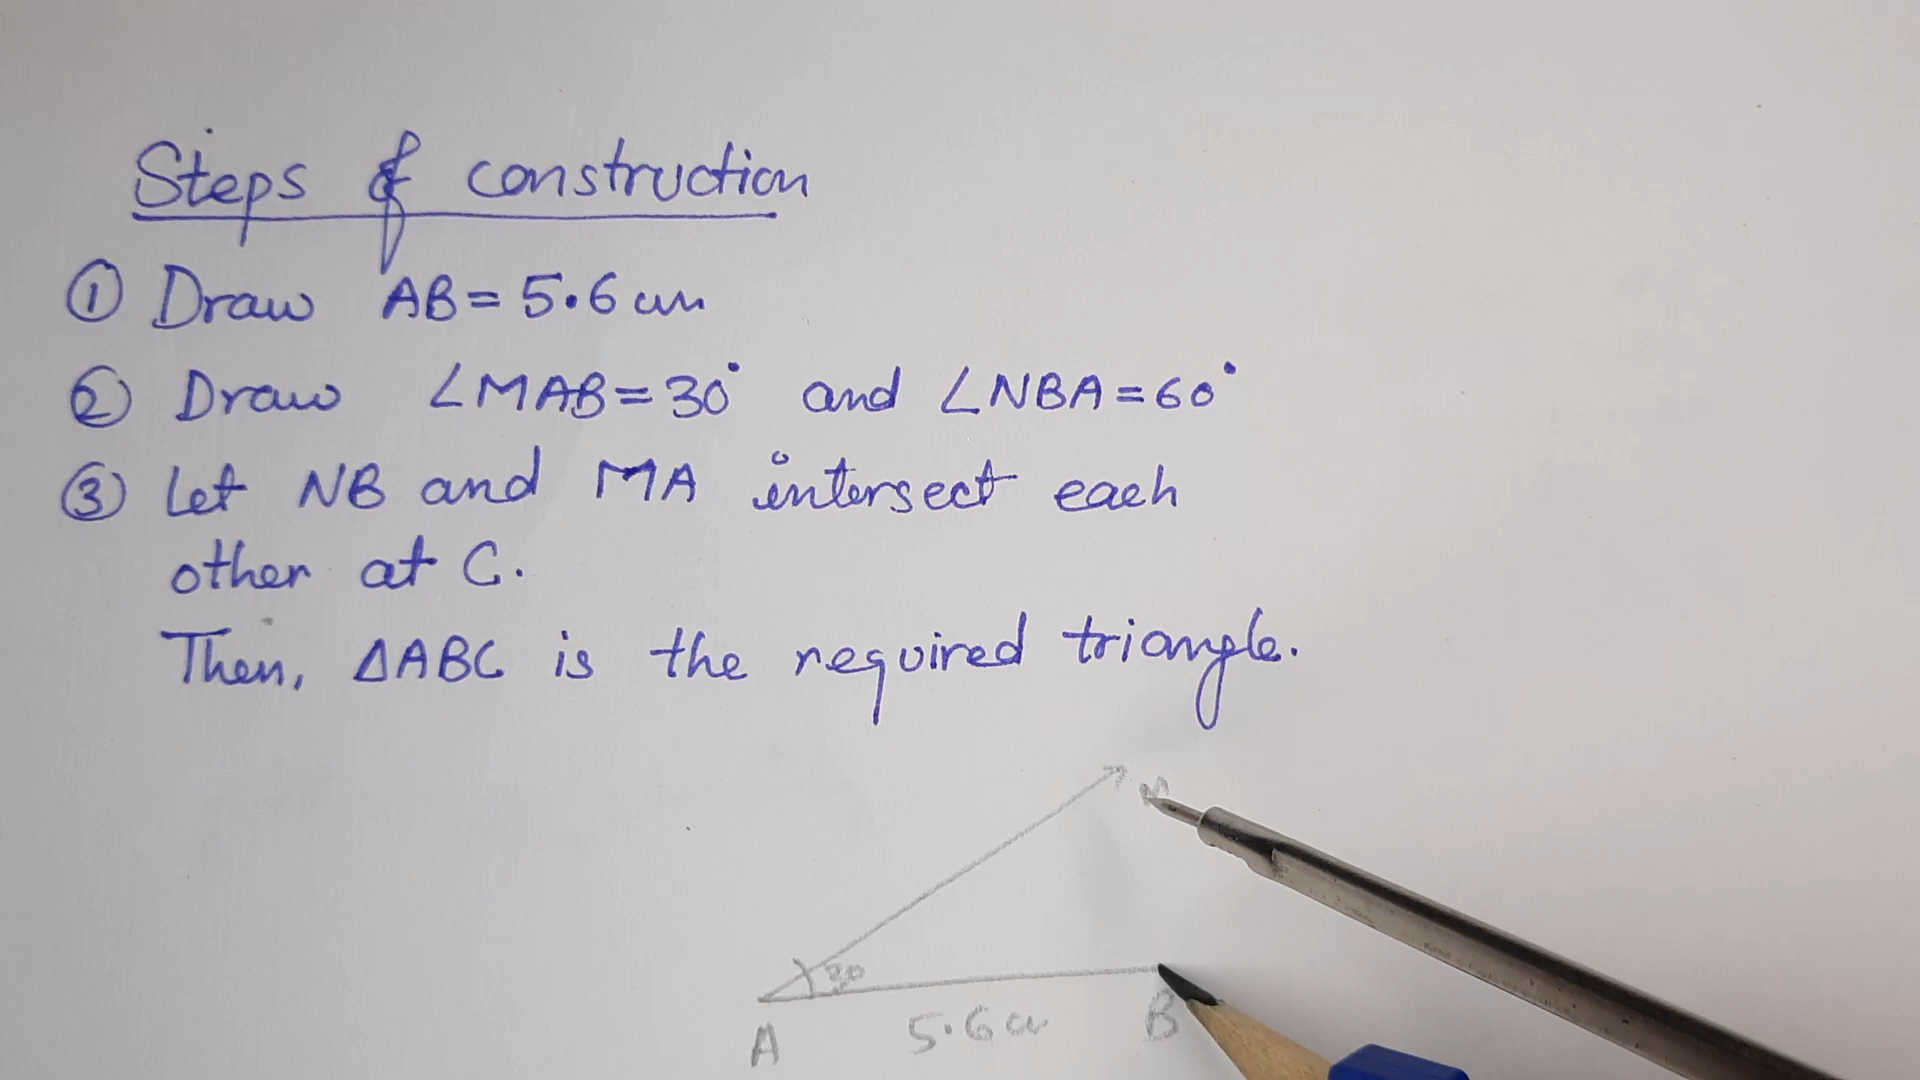 Steps of construction
① Draw AB = 5.6 cm
② Draw ∠MAB = 30° and ∠NBA = 60°
③ Let NB and MA intersect each
other at C.
Then, ΔABC is the required triangle.
30
A 5.6 cm B